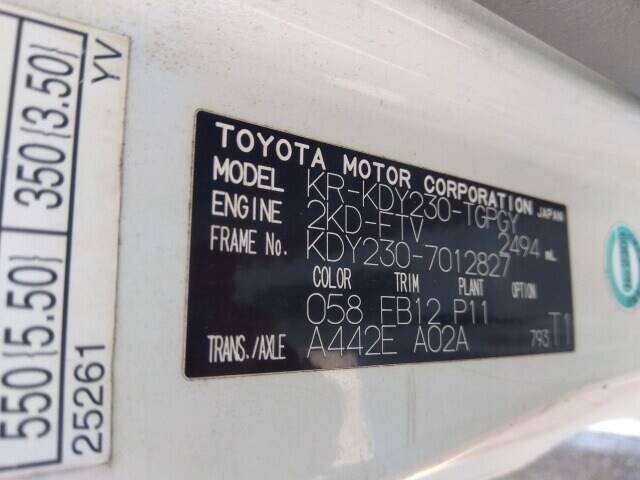 550{5.50} 350{3.50}
25261 YV
TOYOTA MOTOR CORPORATION JAPAN
MODEL KR-KDY230-TGPGY
ENGINE 2KD-FTV 2494 mL
FRAME No. KDY230-7012827
COLOR TRIM PLANT OPTION
058 FB12 P11
TRANS./AXLE A442E A02A 793 T1